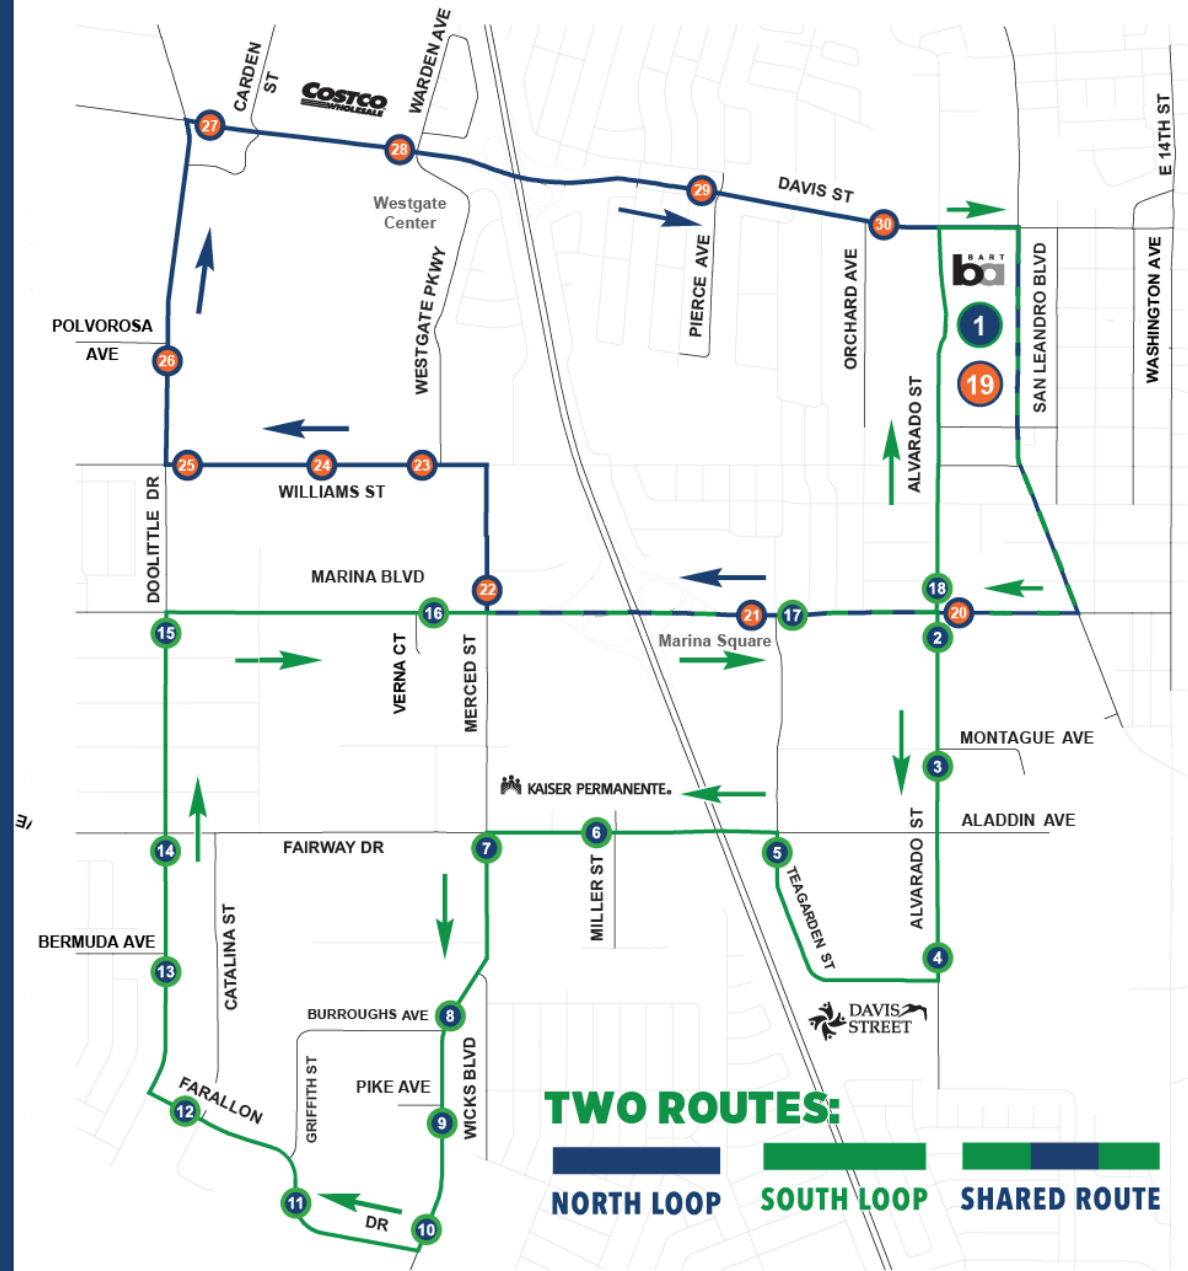 CARDEN
ST
COSTCO
WHOLESALE
WARDEN AVE
E 14TH ST
27
28
29
DAVIS ST
30
Westgate
Center
PIERCE AVE
ORCHARD AVE
BART
ba
1
19
SAN LEANDRO BLVD
WASHINGTON AVE
WESTGATE PKWY
POLVOROSA
AVE
26
ALVARADO ST
25
24
23
WILLIAMS ST
DOOLITTLE DR
MARINA BLVD
22
18
16
21
17
20
15
2
Marina Square
VERNA CT
MERCED ST
MONTAGUE AVE
3
KAISER PERMANENTE.
ALADDIN AVE
ALVARADO ST
14
FAIRWAY DR
7
6
5
MILLER ST
TEAGARDEN ST
BERMUDA AVE
CATALINA ST
13
4
BURROUGHS AVE
8
DAVIS
STREET
GRIFFITH ST
PIKE AVE
WICKS BLVD
FARALLON
12
9
11
DR
10
TWO ROUTES:
NORTH LOOP
SOUTH LOOP
SHARED ROUTE